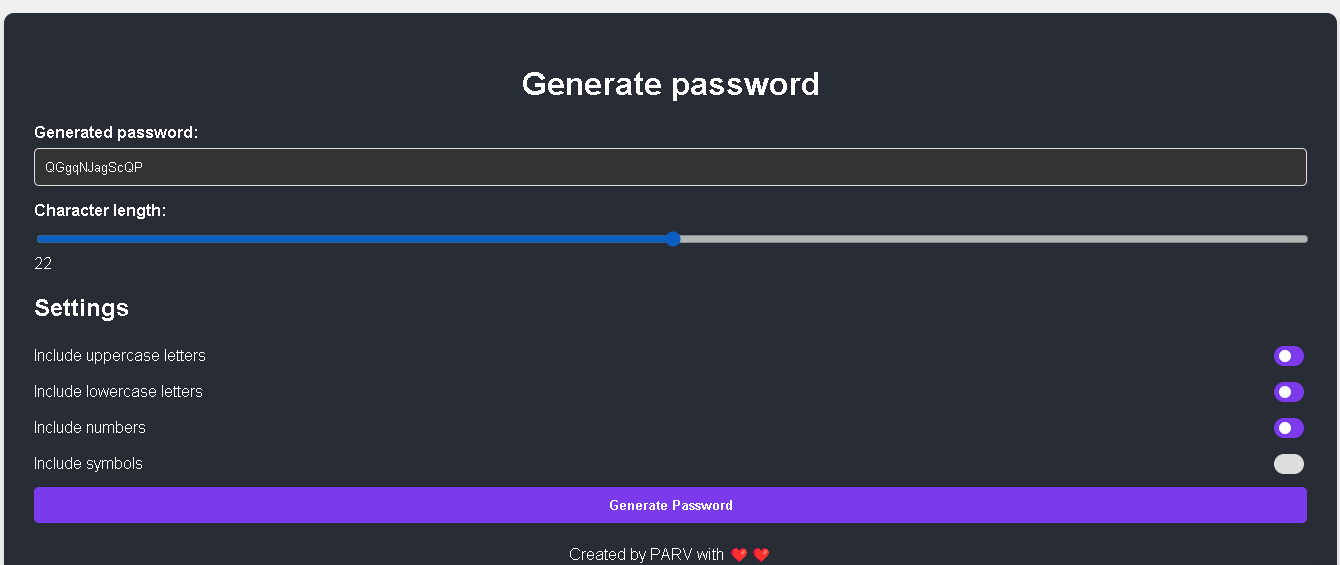 Generate password
Generated password:
QGgqNJagScQP
Character length:
22
Settings
Include uppercase letters
Include lowercase letters
Include numbers
Include symbols
Generate Password
Created by PARV with ❤️ ❤️